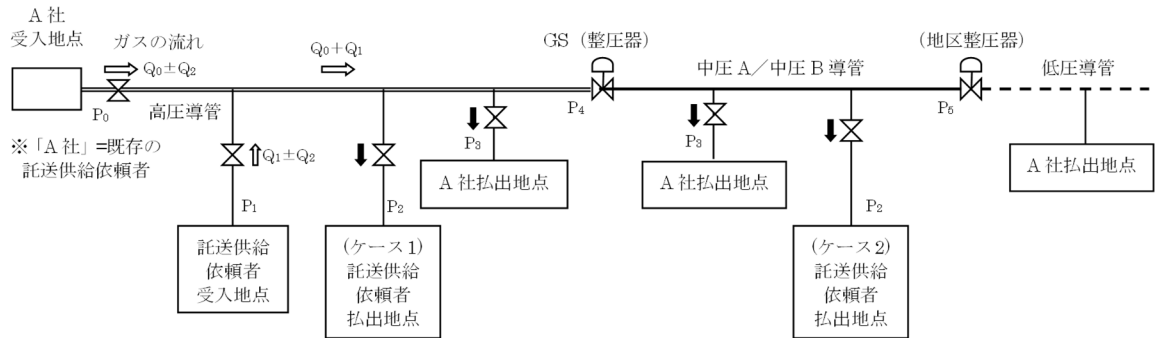 A 社
受入地点
ガスの流れ
Q₀±Q₂
Q₀+Q₁
GS (整圧器)
(地区整圧器)
中圧A／中圧B 導管
低圧導管
P₀
高圧導管
P₄
P₅
※「A 社」=既存の
託送供給依頼者
Q₁±Q₂
P₃
P₃
A 社払出地点
A 社払出地点
A 社払出地点
P₁
P₂
P₂
託送供給
依頼者
受入地点
(ケース 1)
託送供給
依頼者
払出地点
(ケース 2)
託送供給
依頼者
払出地点